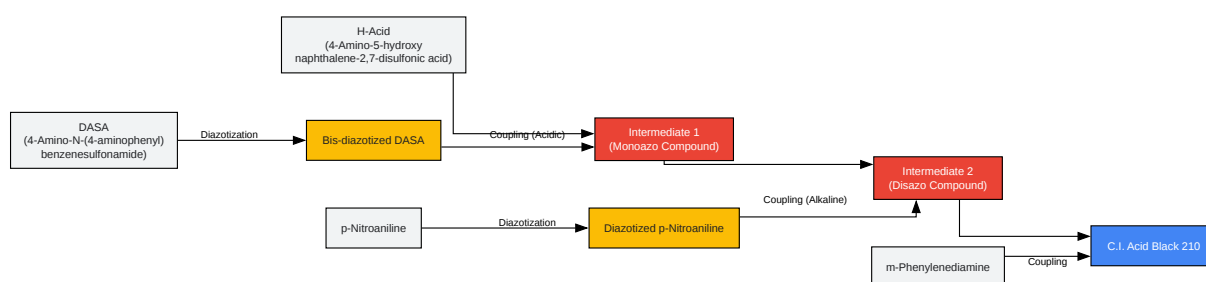 H-Acid
(4-Amino-5-hydroxy
naphthalene-2,7-disulfonic acid)
DASA
(4-Amino-N-(4-aminophenyl)
benzenesulfonamide)
Diazotization
Bis-diazotized DASA
Coupling (Acidic)
Intermediate 1
(Monoazo Compound)
Intermediate 2
(Disazo Compound)
p-Nitroaniline
Diazotization
Diazotized p-Nitroaniline
Coupling (Alkaline)
m-Phenylenediamine
Coupling
C.I. Acid Black 210